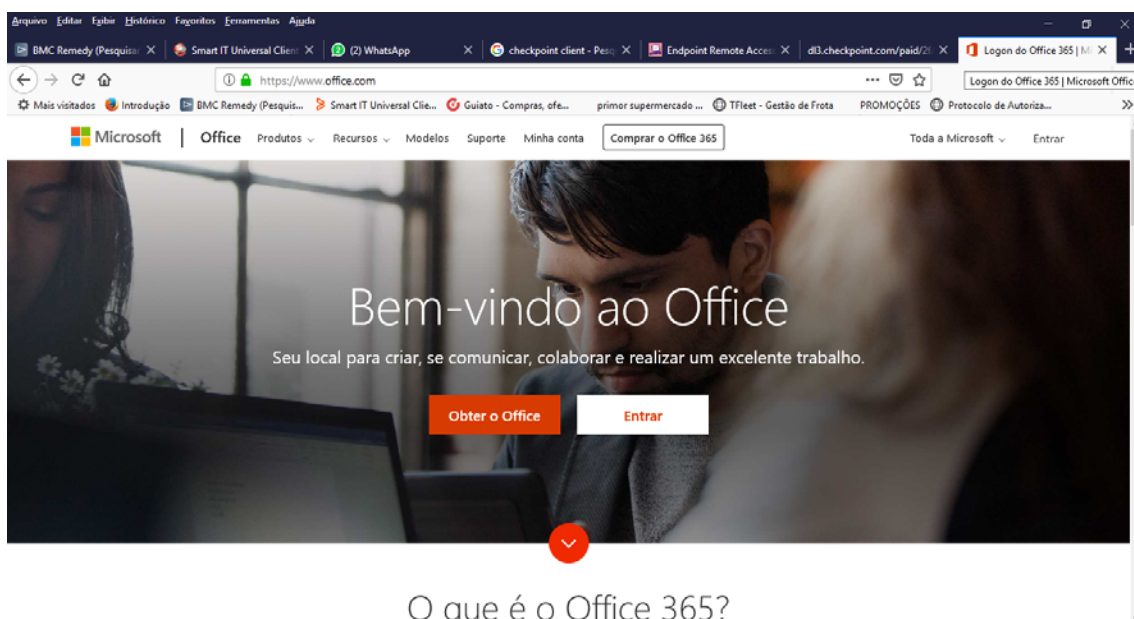 Arquivo Editar Exibir Histórico Favoritos Ferramentas Ajuda
BMC Remedy (Pesquisar Smart IT Universal Client (2) WhatsApp checkpoint client - Pesq Endpoint Remote Access dl3.checkpoint.com/paid/2f Logon do Office 365 | Mi
https://www.office.com
Logon do Office 365 | Microsoft Offic
Mais visitados Introdução BMC Remedy (Pesquis... Smart IT Universal Clie... Guiato - Compras, ofe... primor supermercado ... TFleet - Gestão de Frota PROMOÇÕES Protocolo de Autoriza...
Microsoft | Office Produtos Recursos Modelos Suporte Minha conta Comprar o Office 365 Toda a Microsoft Entrar
Bem-vindo ao Office
Seu local para criar, se comunicar, colaborar e realizar um excelente trabalho.
Obter o Office Entrar
O que é o Office 365?